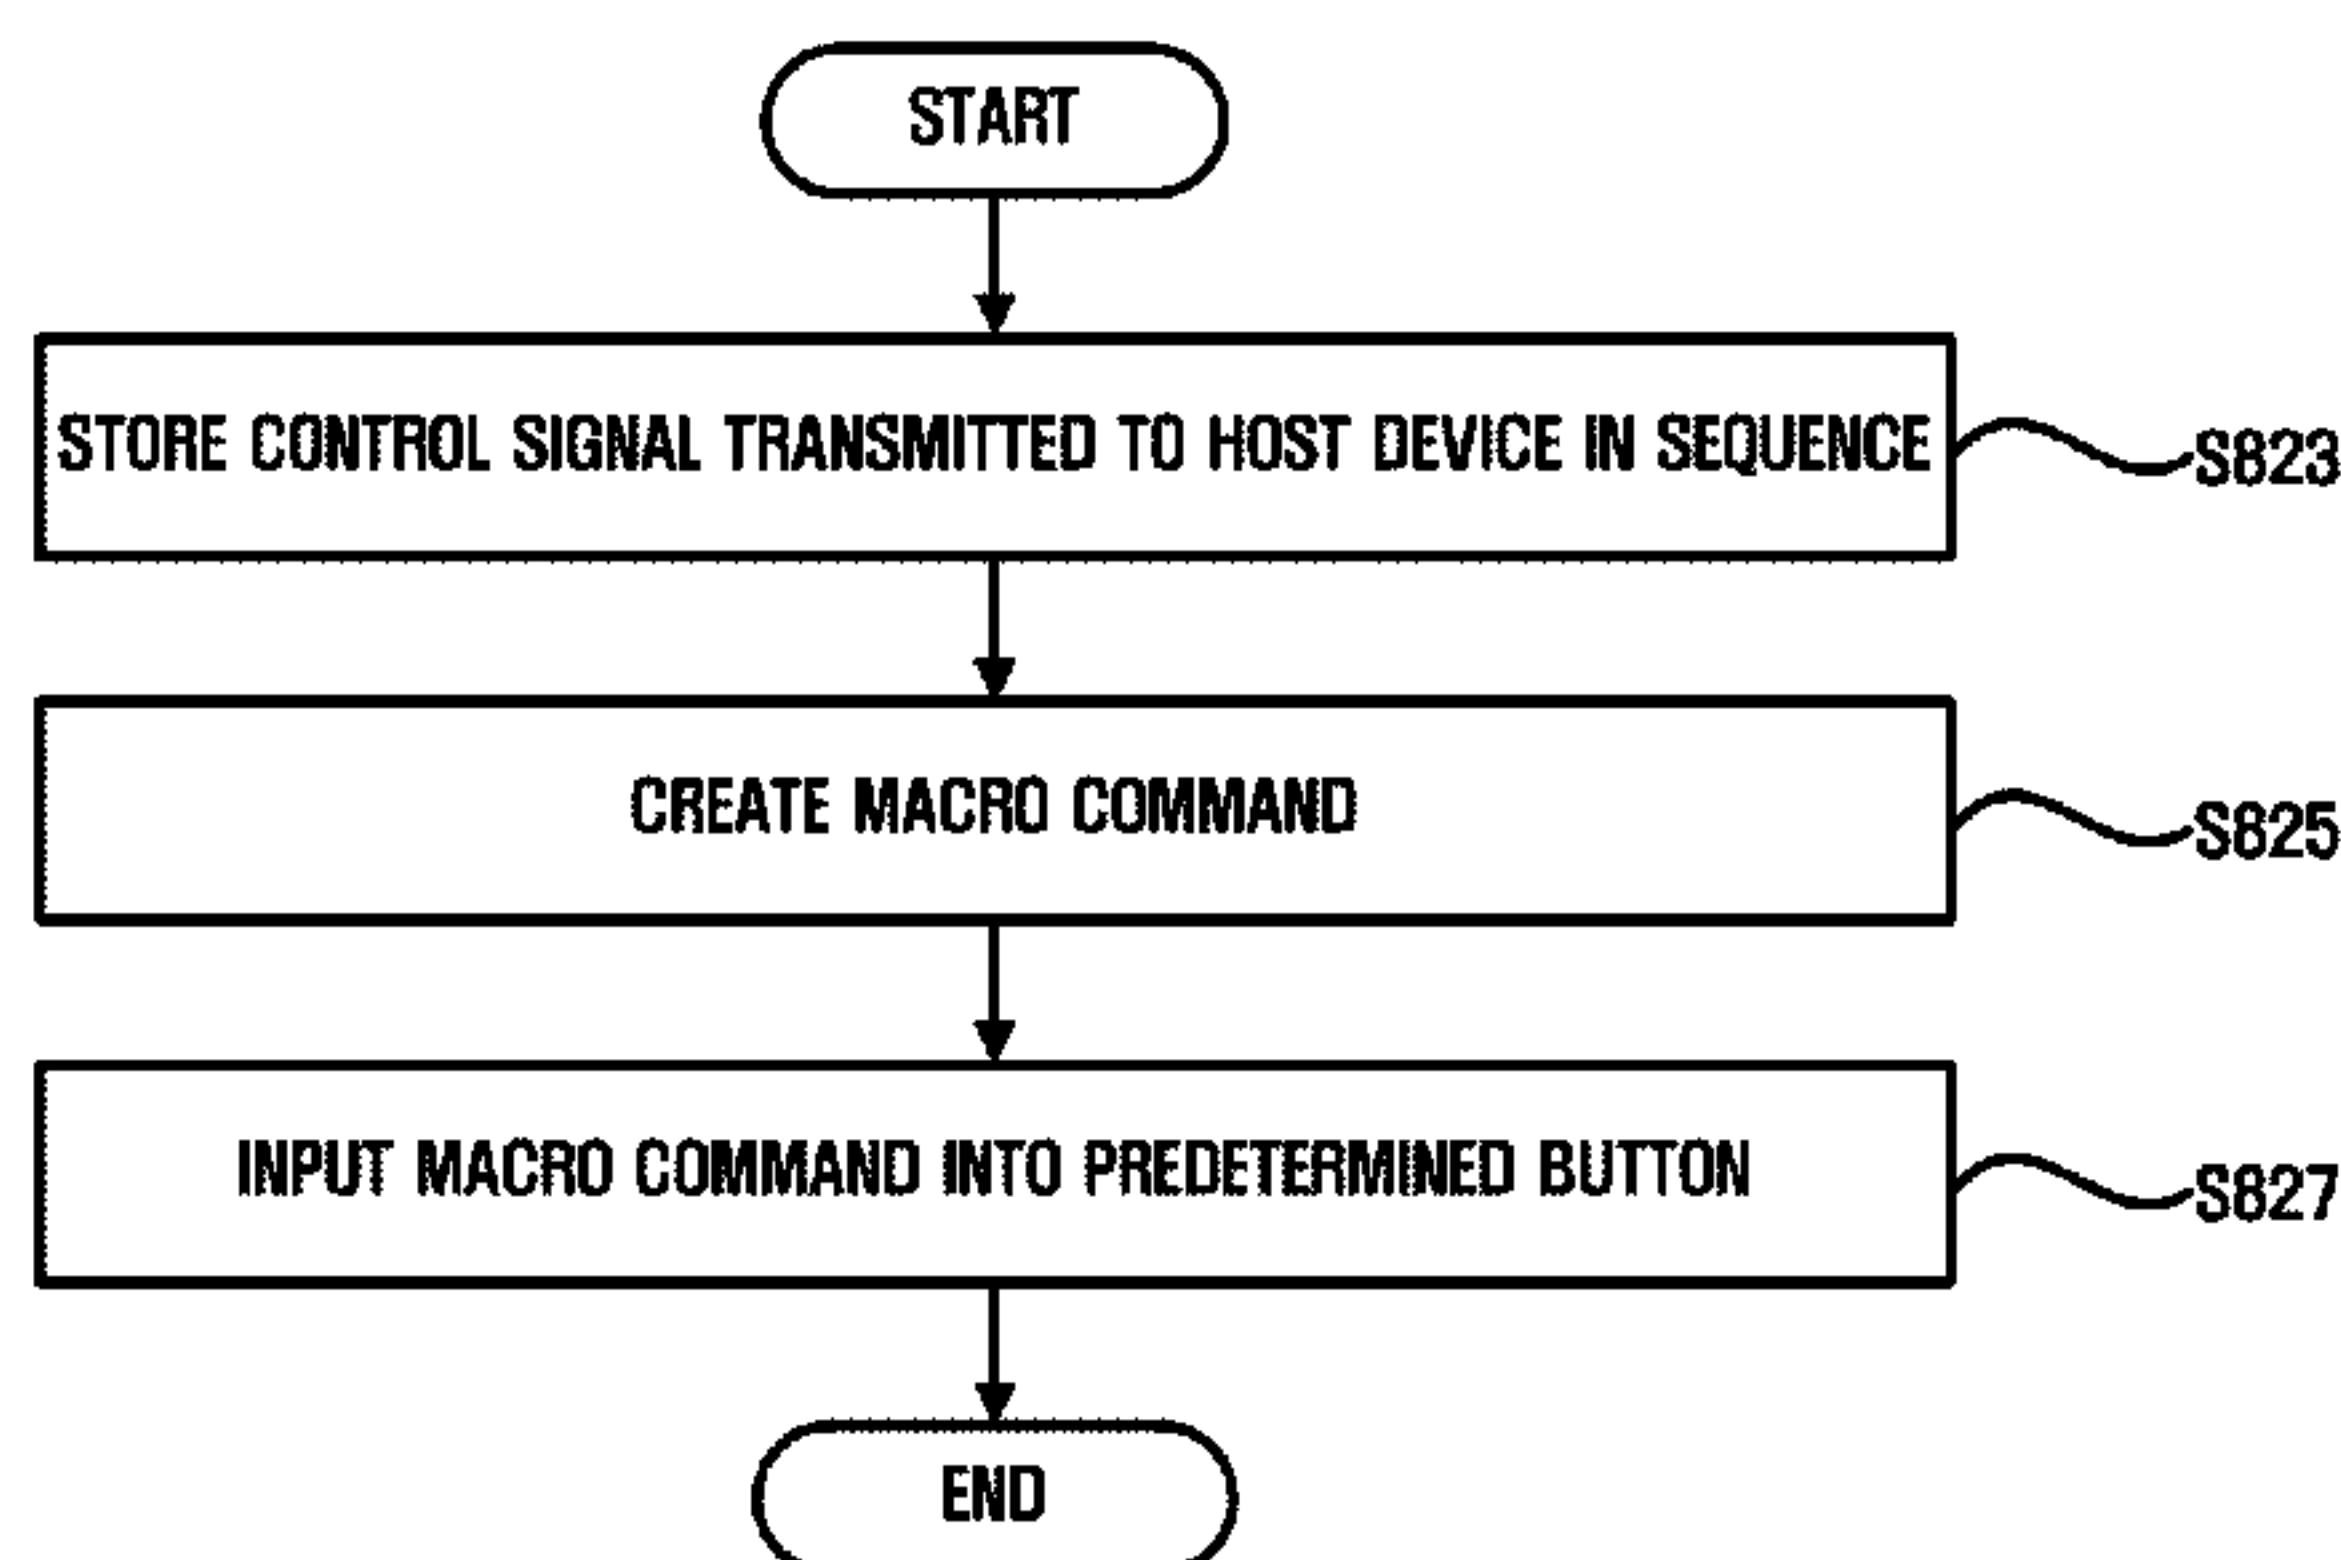 START
STORE CONTROL SIGNAL TRANSMITTED TO HOST DEVICE IN SEQUENCE
S823
CREATE MACRO COMMAND
S825
INPUT MACRO COMMAND INTO PREDETERMINED BUTTON
S827
END